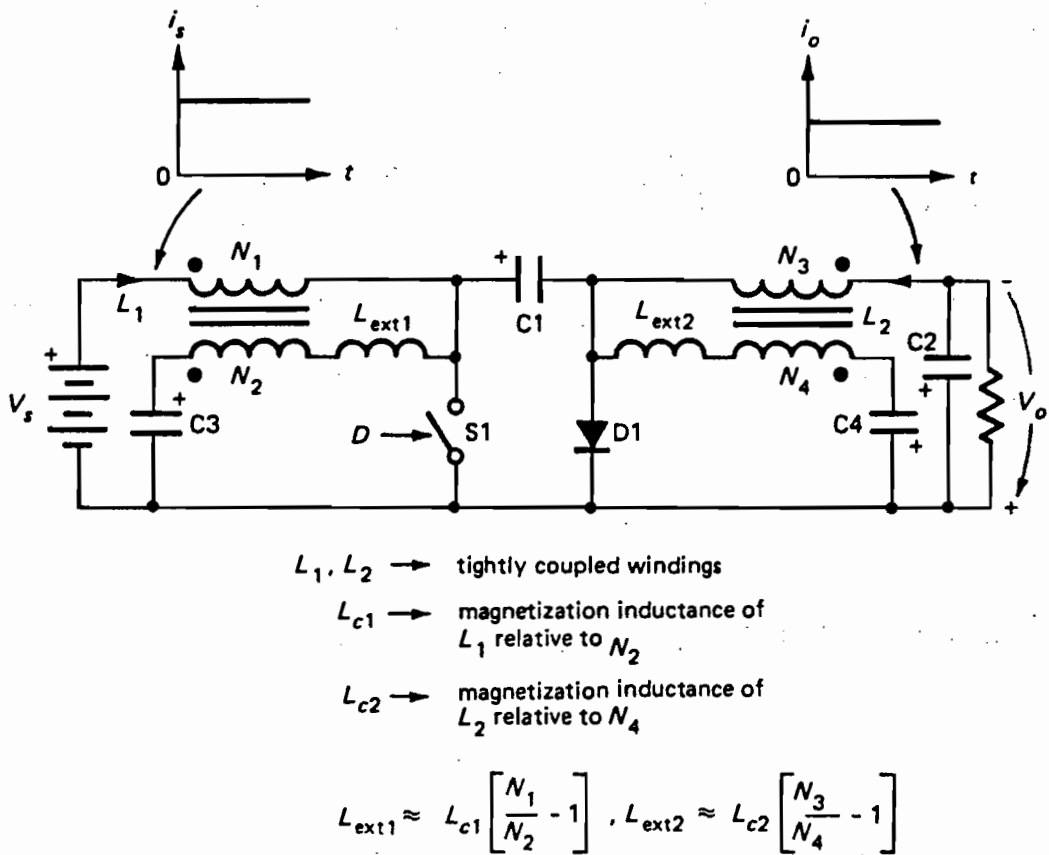 i_s
i_o
0 t
0 t
N_1
N_3
+
-
L_1
L_ext1
C1
L_ext2
L_2
C2
+
N_2
N_4
V_s
+
C3
D
S1
D1
C4
+
+
V_o
+
L_1, L_2 → tightly coupled windings
L_c1 → magnetization inductance of
L_1 relative to N_2
L_c2 → magnetization inductance of
L_2 relative to N_4
L_ext1 ≈ L_c1 [N_1/N_2 - 1], L_ext2 ≈ L_c2 [N_3/N_4 - 1]